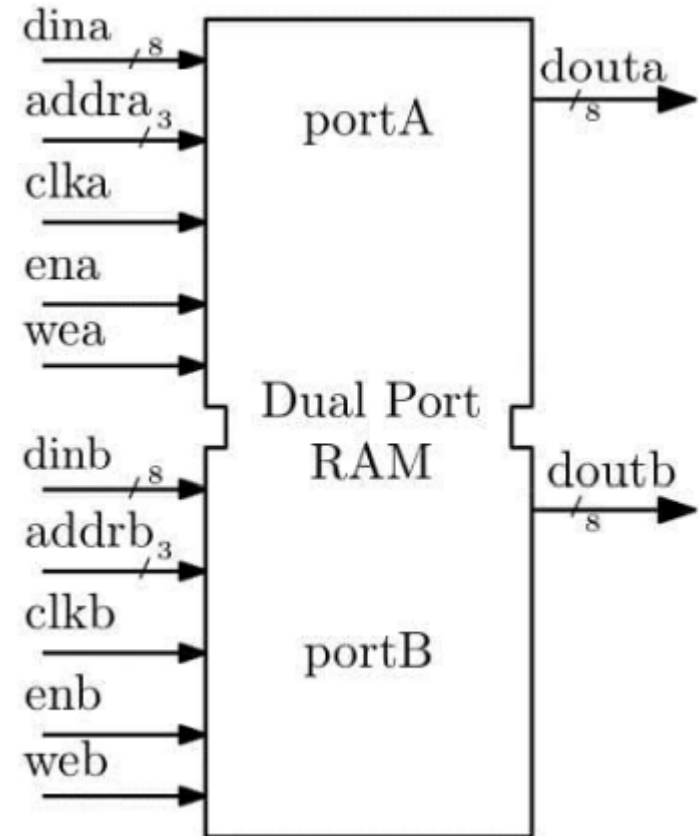 dina
8
addra
3
clka
ena
wea
dinb
8
addrb
3
clkb
enb
web
portA
Dual Port
RAM
portB
douta
8
doutb
8